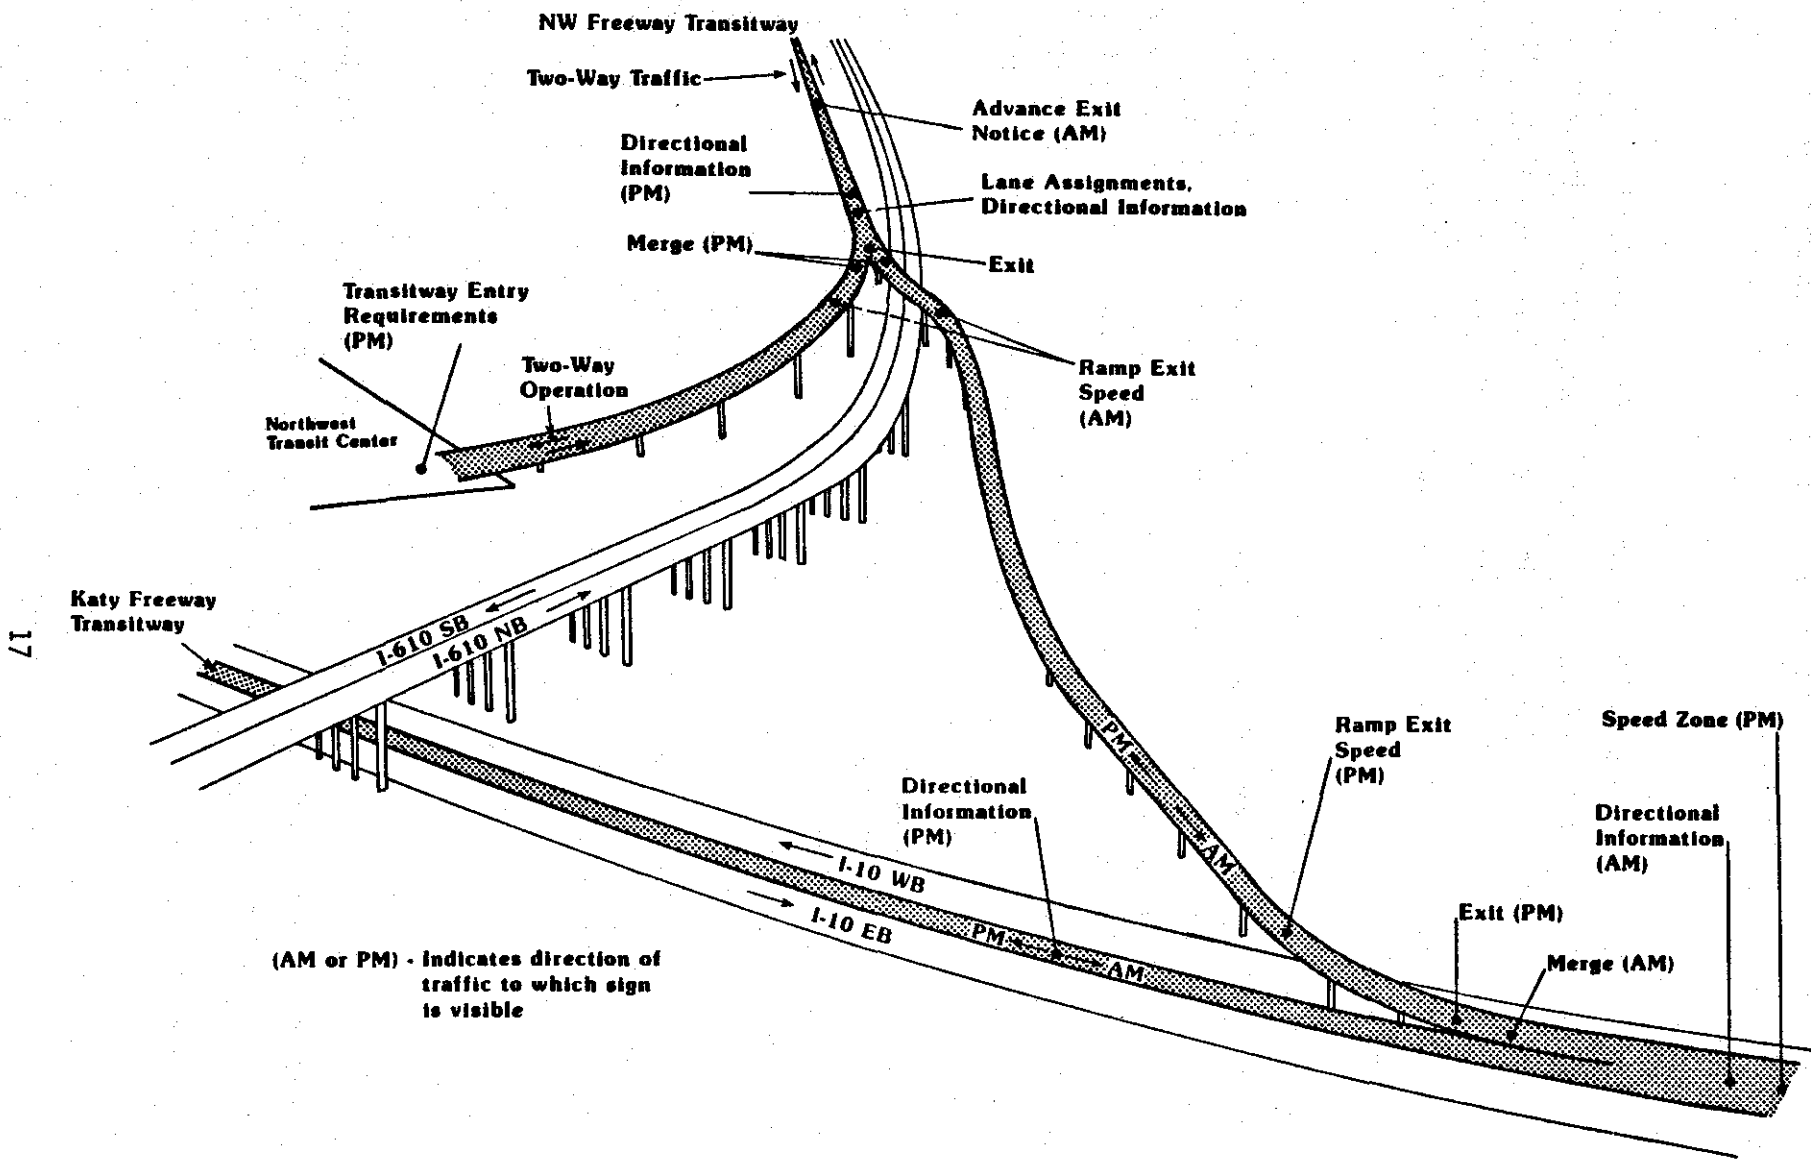 NW Freeway Transitway
Two-Way Traffic
Advance Exit
Notice (AM)
Directional
Information
(PM)
Lane Assignments,
Directional Information
Merge (PM)
Exit
Transitway Entry
Requirements
(PM)
Two-Way
Operation
Ramp Exit
Speed
(AM)
Northwest
Transit Center
Katy Freeway
Transitway
I-610 SB
I-610 NB
17
PM
AM
Ramp Exit
Speed
(PM)
Speed Zone (PM)
Directional
Information
(PM)
Directional
Information
(AM)
I-10 WB
I-10 EB
PM
AM
Exit (PM)
Merge (AM)
(AM or PM) - Indicates direction of
traffic to which sign
is visible